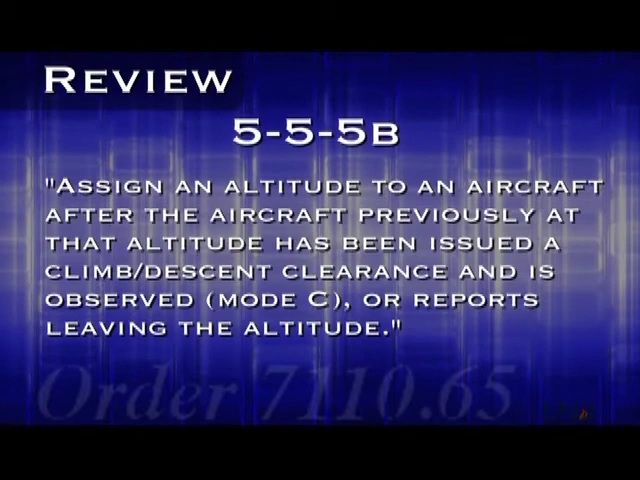 Review
5-5-5b
"Assign an altitude to an aircraft
after the aircraft previously at
that altitude has been issued a
climb/descent clearance and is
observed (mode C), or reports
leaving the altitude."
Order 7110.65